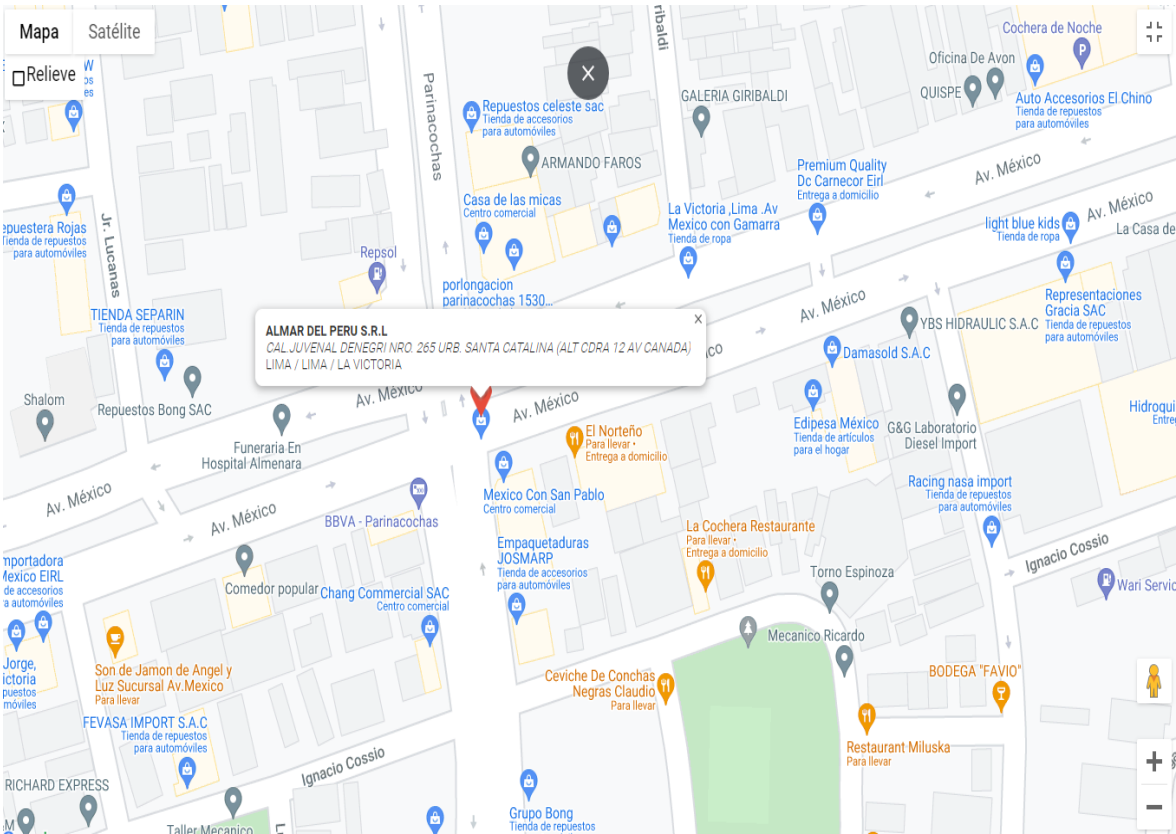 Mapa
Satélite
Relieve
W
Parinacochas
ribaldi
Repuestos celeste sac
Tienda de accesorios
para automóviles
ARMANDO FAROS
GALERIA GIRIBALDI
Cochera de Noche
Oficina De Avon
QUISPE
Auto Accesorios El Chino
Tienda de repuestos
para automóviles
Av. México
Av. México
La Casa de
Premium Quality
Dc Carnecor Eirl
Entrega a domicilio
Casa de las micas
Centro comercial
La Victoria ,Lima .Av
Mexico con Gamarra
Tienda de ropa
light blue kids
Tienda de ropa
epuestera Rojas
Tienda de repuestos
para automóviles
Jr. Lucanas
Repsol
porlongacion
parinacochas 1530...
Centro comercial
TIENDA SEPARIN
Tienda de repuestos
para automóviles
ALMAR DEL PERU S.R.L
CAL.JUVENAL DENEGRI NRO. 265 URB. SANTA CATALINA (ALT CDRA 12 AV CANADA)
LIMA / LIMA / LA VICTORIA
x
Av. México
Representaciones
Gracia SAC
Tienda de repuestos
para automóviles
YBS HIDRAULIC S.A.C
Damasold S.A.C
ico
Shalom
Repuestos Bong SAC
Av. México
Av. México
Funeraria En
Hospital Almenara
El Norteño
Para llevar •
Entrega a domicilio
Edipesa México
Tienda de artículos
para el hogar
G&G Laboratorio
Diesel Import
Hidroqui
Entre
Av. México
Av. México
BBVA - Parinacochas
Mexico Con San Pablo
Centro comercial
Racing nasa import
Tienda de repuestos
para automóviles
La Cochera Restaurante
Para llevar •
Entrega a domicilio
Empaquetaduras
JOSMARP
Tienda de accesorios
para automóviles
mportadora
Mexico EIRL
de accesorios
ra automóviles
Comedor popular
Chang Commercial SAC
Centro comercial
Torno Espinoza
Ignacio Cossio
Wari Servic
Mecanico Ricardo
Jorge,
ictoria
puestos
móviles
Son de Jamon de Angel y
Luz Sucursal Av.Mexico
Para llevar
Ceviche De Conchas
Negras Claudio
Para llevar
BODEGA "FAVIO"
FEVASA IMPORT S.A.C
Tienda de repuestos
para automóviles
Ignacio Cossio
Restaurant Miluska
Para llevar
RICHARD EXPRESS
Grupo Bong
Tienda de repuestos
Taller Mecanico